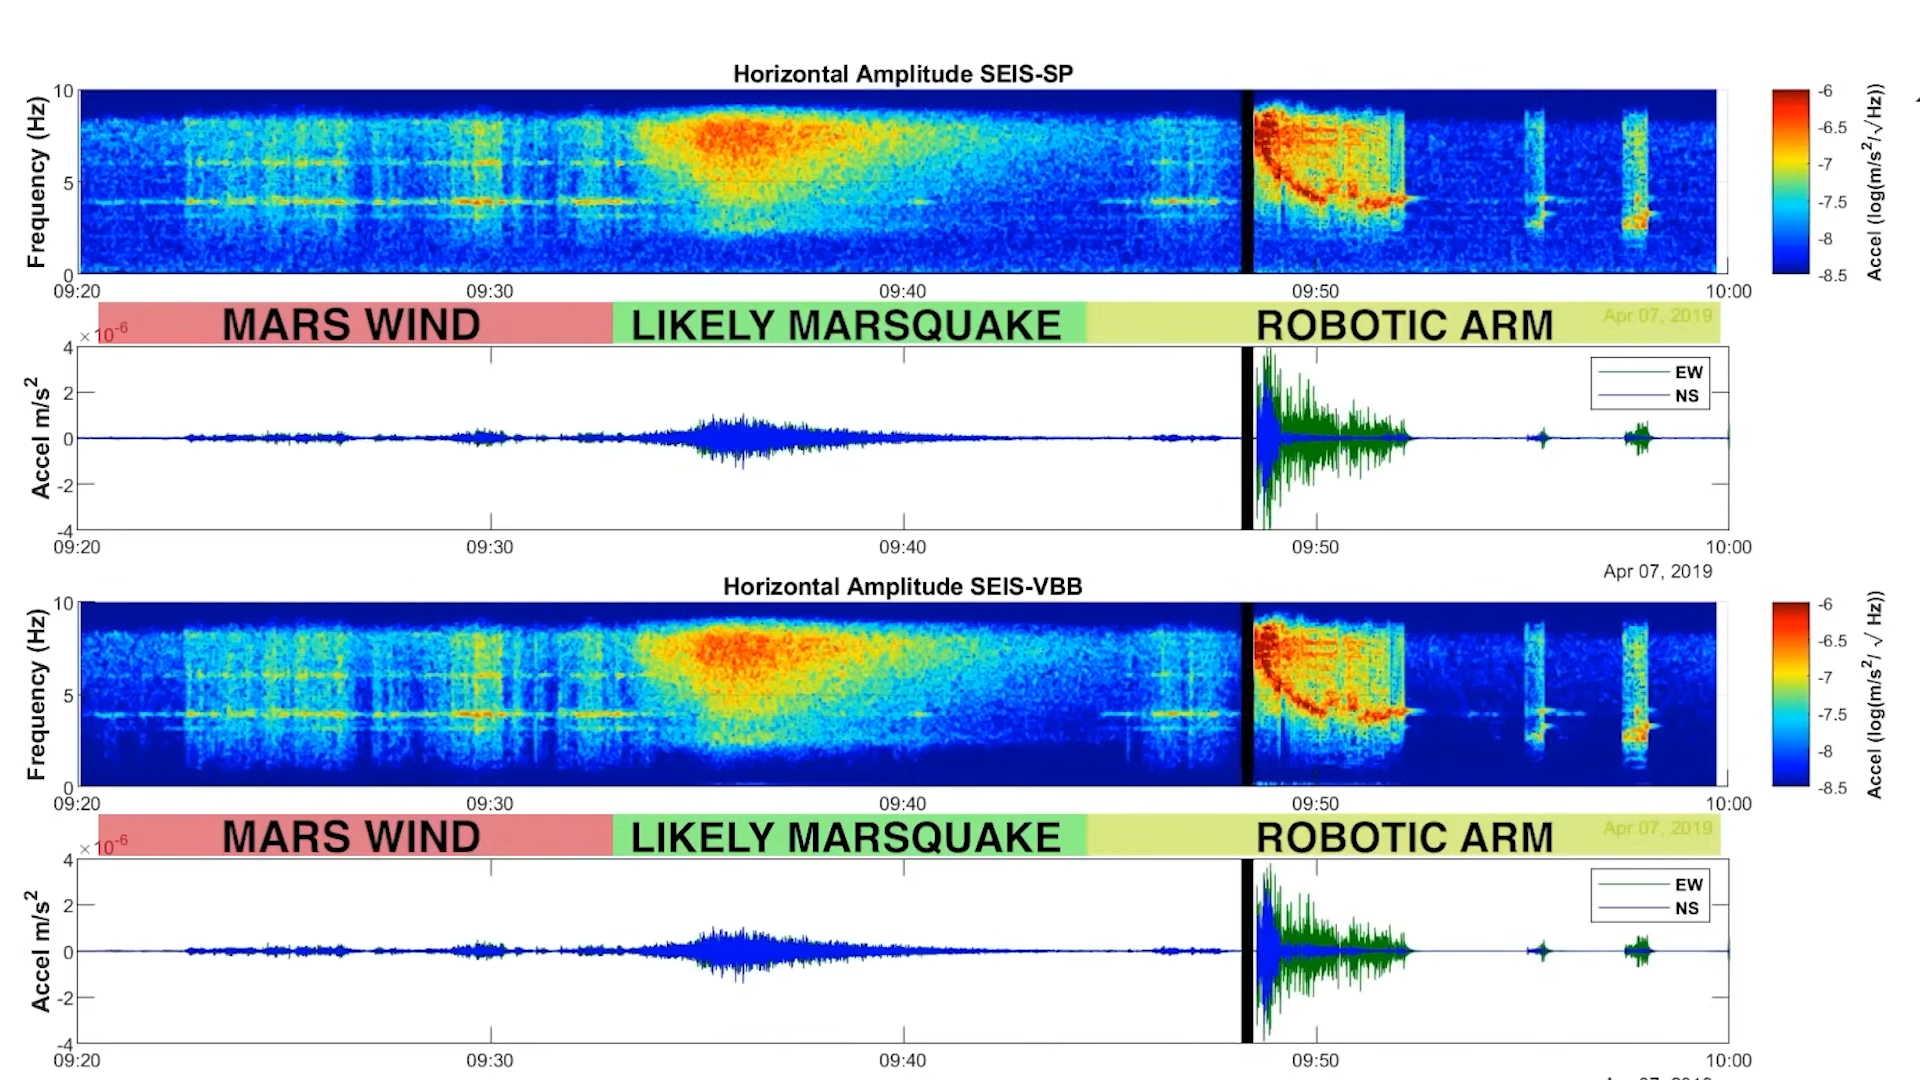 Horizontal Amplitude SEIS-SP
Frequency (Hz)
10
5
0
09:20 09:30 09:40 09:50 10:00
-6
-6.5
-7
-7.5
-8
-8.5
Accel (log(m/s²/√Hz))
MARS WIND LIKELY MARSQUAKE ROBOTIC ARM
Apr 07, 2019
× 10⁻⁶
Accel m/s²
4
2
0
-2
-4
EW
NS
09:20 09:30 09:40 09:50 10:00
Apr 07, 2019
Horizontal Amplitude SEIS-VBB
Frequency (Hz)
10
5
0
09:20 09:30 09:40 09:50 10:00
-6
-6.5
-7
-7.5
-8
-8.5
Accel (log(m/s²/ √ Hz))
MARS WIND LIKELY MARSQUAKE ROBOTIC ARM
Apr 07, 2019
× 10⁻⁶
Accel m/s²
4
2
0
-2
-4
EW
NS
09:20 09:30 09:40 09:50 10:00